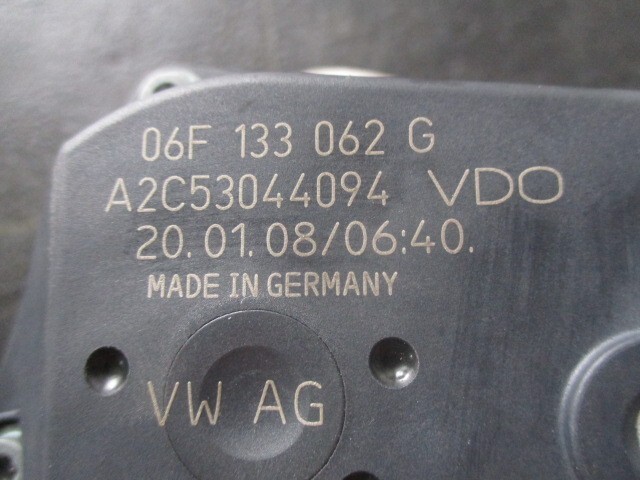 06F 133 062 G
A2C53044094 VDO
20.01.08/06:40.
MADE IN GERMANY
VW AG